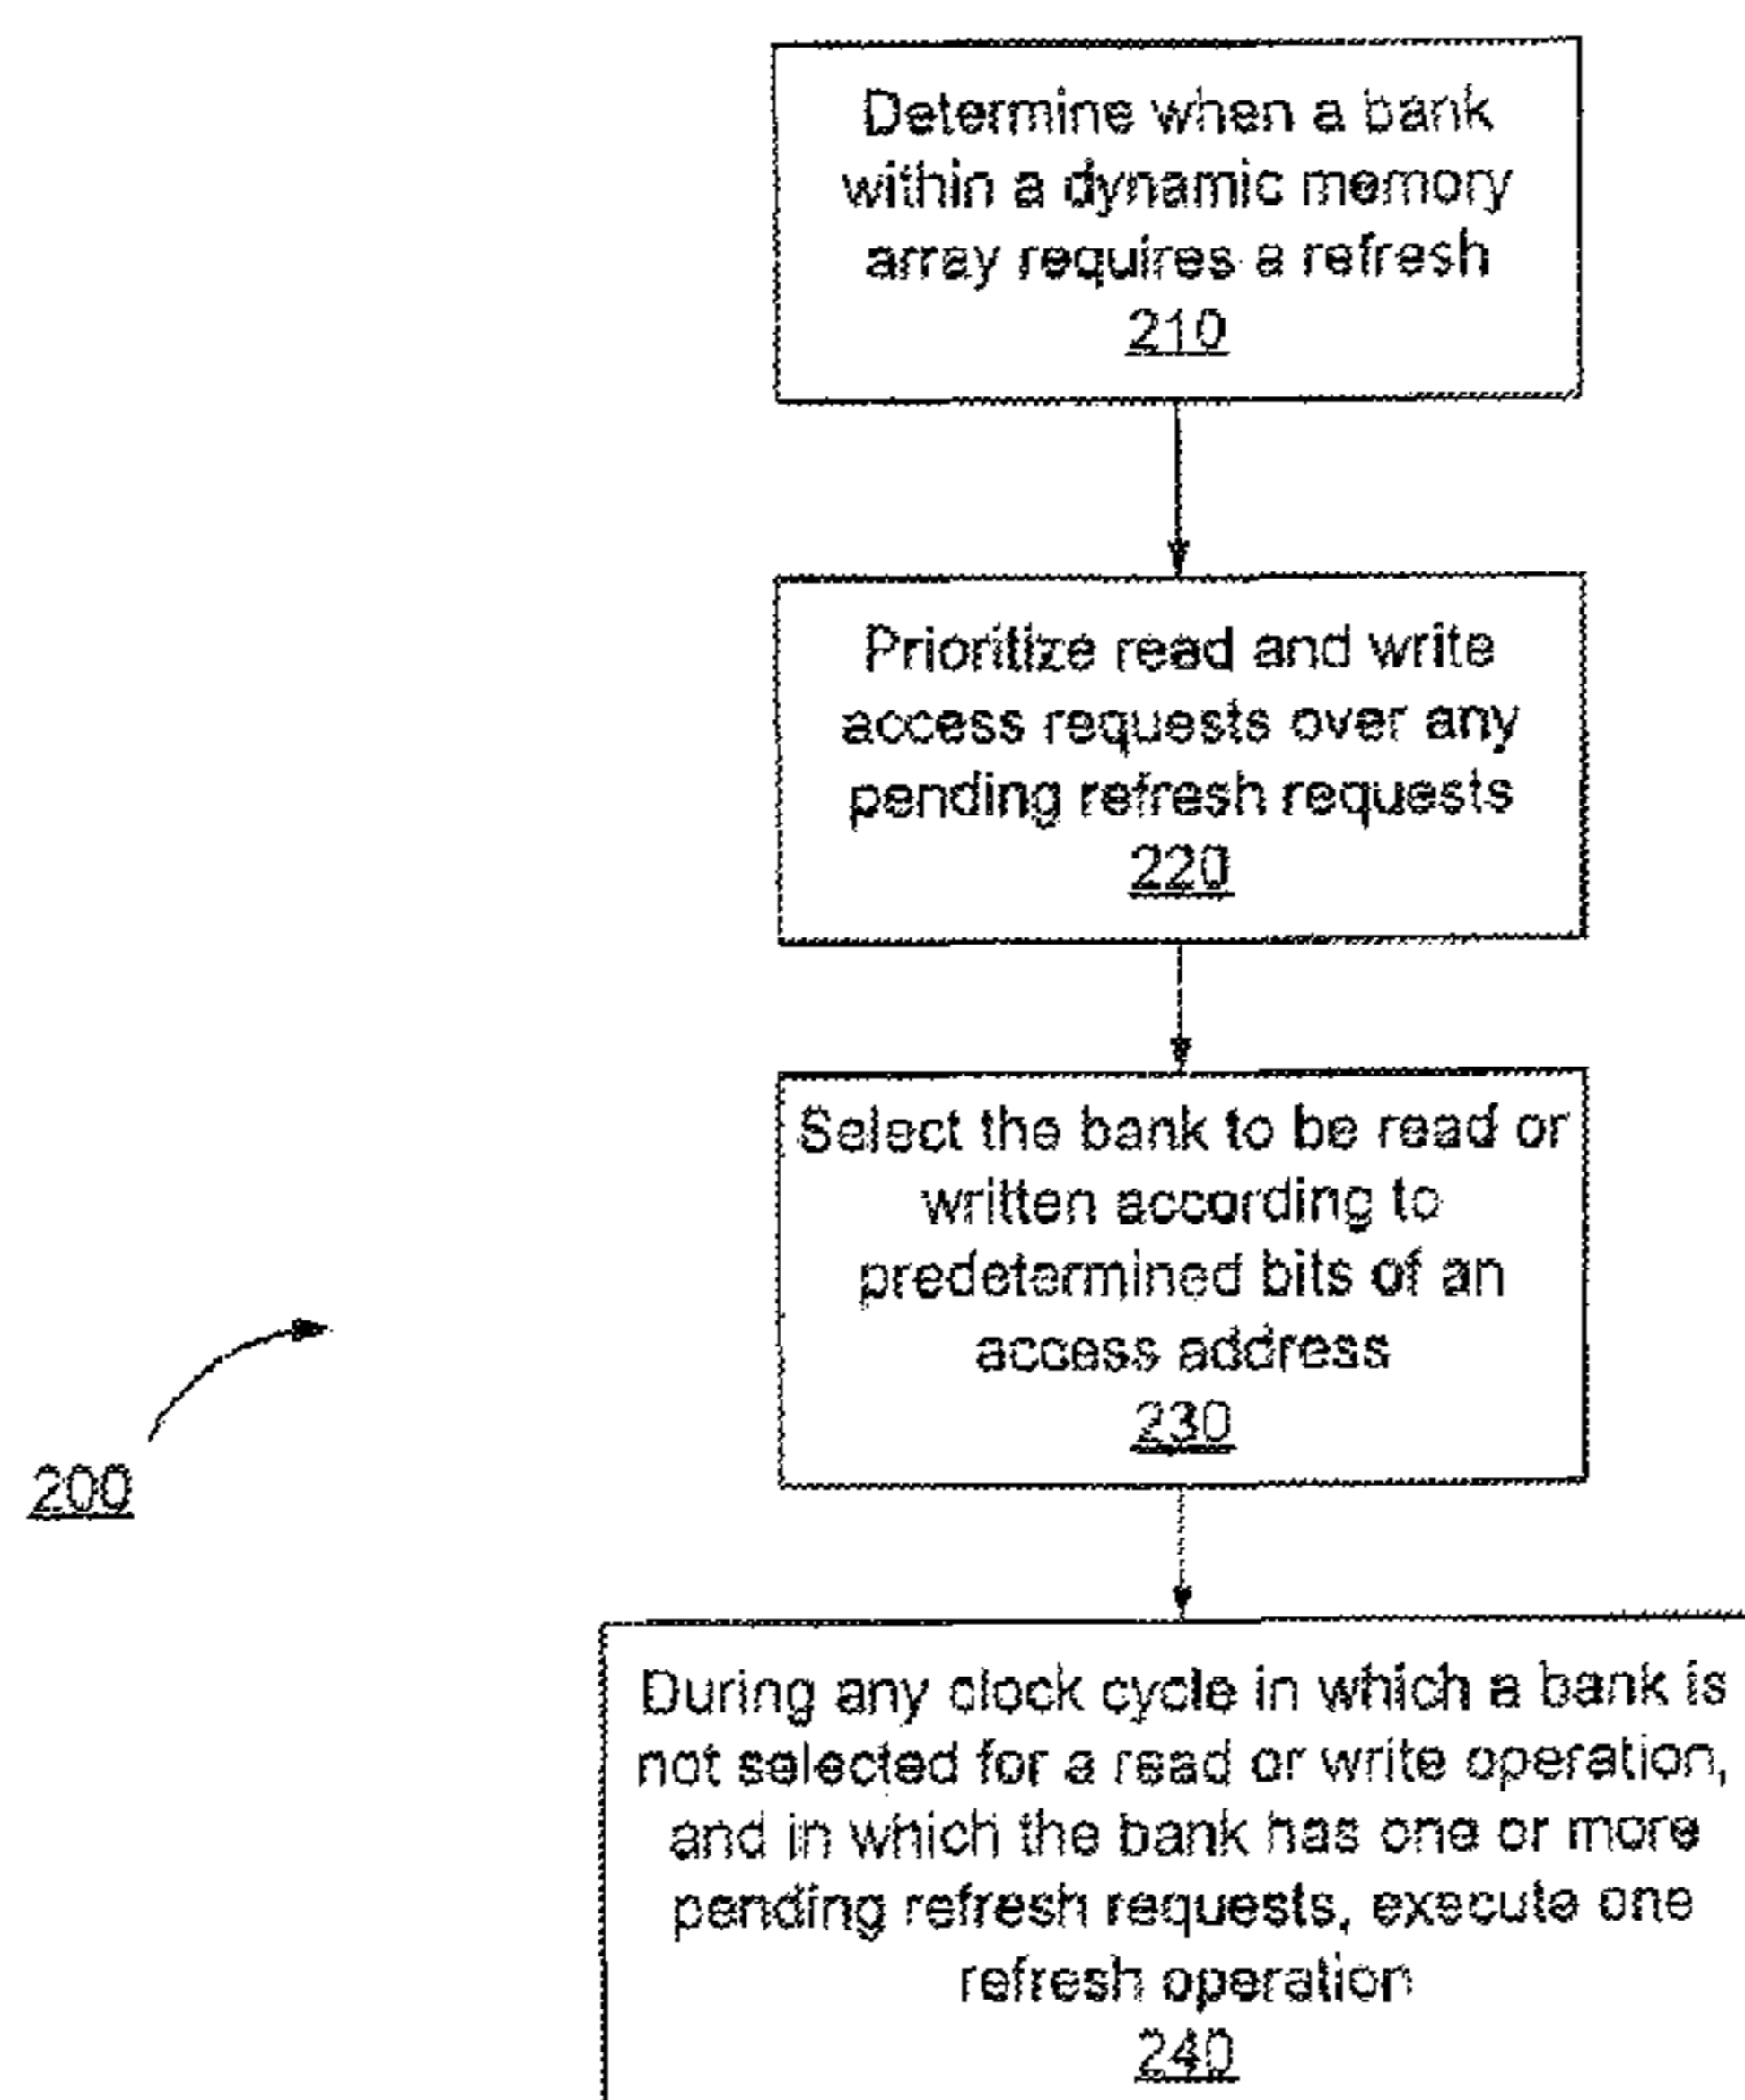 Determine when a bank
within a dynamic memory
array requires a refresh
210
Prioritize read and write
access requests over any
pending refresh requests
220
Select the bank to be read or
written according to
predetermined bits of an
access address
230
200
During any clock cycle in which a bank is
not selected for a read or write operation,
and in which the bank has one or more
pending refresh requests, execute one
refresh operation
240